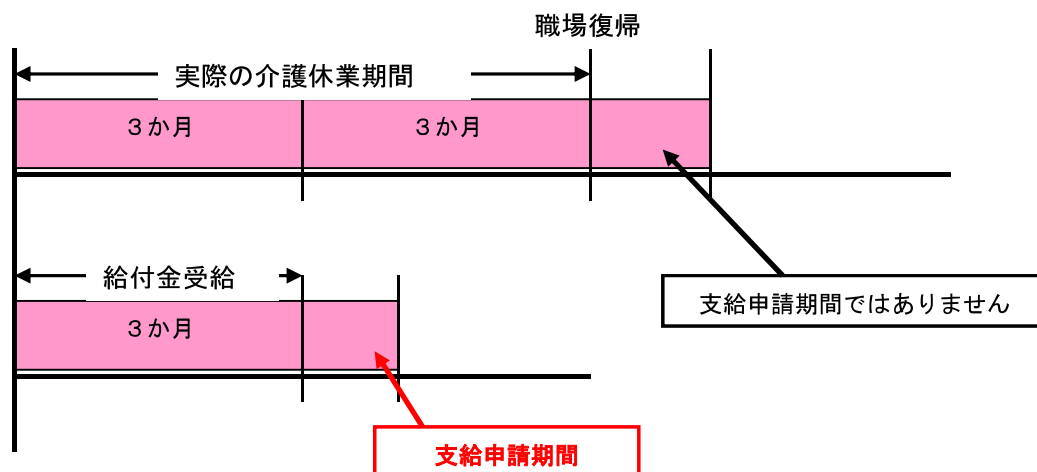 職場復帰
実際の介護休業期間
３か月
３か月
給付金受給
支給申請期間ではありません
３か月
支給申請期間